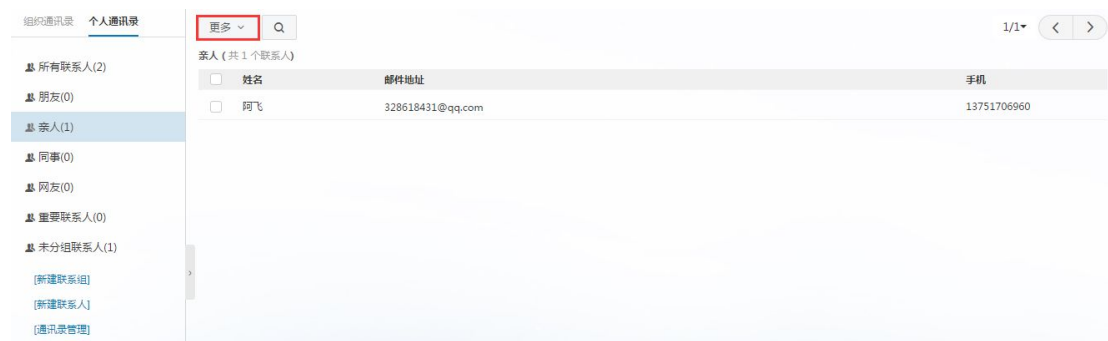 组织通讯录 个人通讯录
所有联系人(2)
朋友(0)
亲人(1)
同事(0)
网友(0)
重要联系人(0)
未分组联系人(1)
[新建联系组]
[新建联系人]
[通讯录管理]
更多
1/1
亲人 (共 1 个联系人)
姓名 邮件地址 手机
阿飞 328618431@qq.com 13751706960